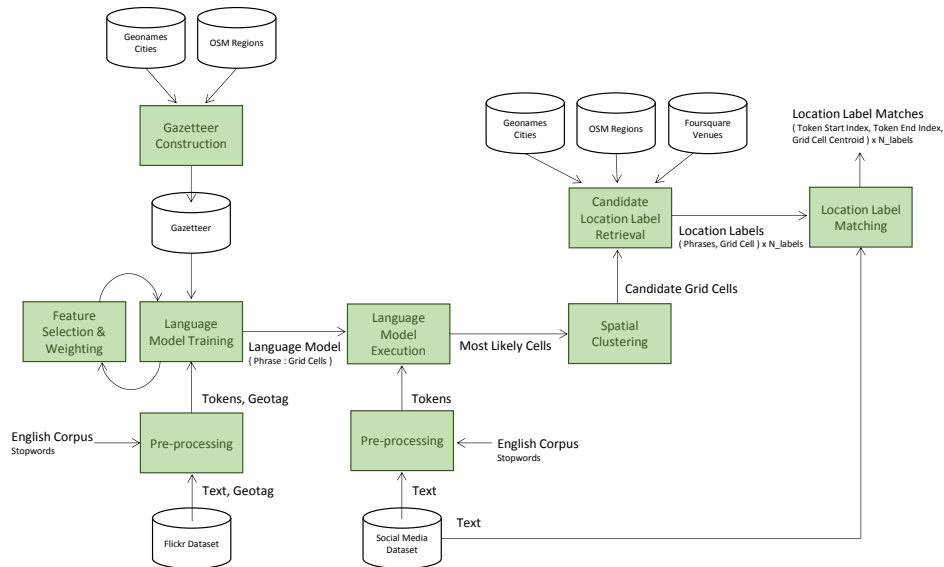 Geonames
Cities
OSM Regions
Gazetteer
Construction
Gazetteer
Feature
Selection &
Weighting
Language
Model Training
Language Model
{ Phrase : Grid Cells }
Tokens, Geotag
English Corpus
Stopwords
Pre-processing
Text, Geotag
Flickr Dataset
Language
Model
Execution
Most Likely Cells
Tokens
Pre-processing
English Corpus
Stopwords
Text
Social Media
Dataset
Text
Spatial
Clustering
Candidate Grid Cells
Geonames
Cities
OSM Regions
Foursquare
Venues
Candidate
Location Label
Retrieval
Location Labels
( Phrases, Grid Cell ) x N_labels
Location Label
Matching
Location Label Matches
( Token Start Index, Token End Index,
Grid Cell Centroid ) x N_labels